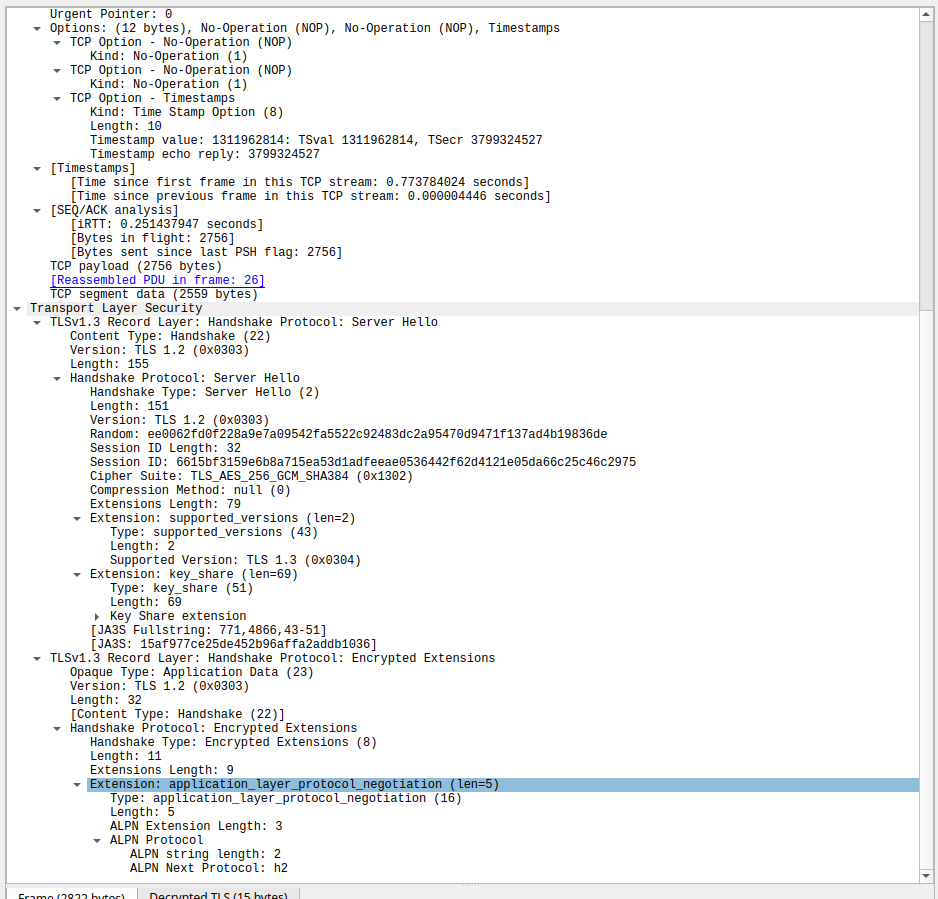 Urgent Pointer: 0
Options: (12 bytes), No-Operation (NOP), No-Operation (NOP), Timestamps
TCP Option - No-Operation (NOP)
Kind: No-Operation (1)
TCP Option - No-Operation (NOP)
Kind: No-Operation (1)
TCP Option - Timestamps
Kind: Time Stamp Option (8)
Length: 10
Timestamp value: 1311962814: TSval 1311962814, TSecr 3799324527
Timestamp echo reply: 3799324527
[Timestamps]
[Time since first frame in this TCP stream: 0.773784024 seconds]
[Time since previous frame in this TCP stream: 0.000004446 seconds]
[SEQ/ACK analysis]
[iRTT: 0.251437947 seconds]
[Bytes in flight: 2756]
[Bytes sent since last PSH flag: 2756]
TCP payload (2756 bytes)
[Reassembled PDU in frame: 26]
TCP segment data (2559 bytes)
Transport Layer Security
TLSv1.3 Record Layer: Handshake Protocol: Server Hello
Content Type: Handshake (22)
Version: TLS 1.2 (0x0303)
Length: 155
Handshake Protocol: Server Hello
Handshake Type: Server Hello (2)
Length: 151
Version: TLS 1.2 (0x0303)
Random: ee0062fd0f228a9e7a09542fa5522c92483dc2a95470d9471f137ad4b19836de
Session ID Length: 32
Session ID: 6615bf3159e6b8a715ea53d1adfeeae0536442f62d4121e05da66c25c46c2975
Cipher Suite: TLS_AES_256_GCM_SHA384 (0x1302)
Compression Method: null (0)
Extensions Length: 79
Extension: supported_versions (len=2)
Type: supported_versions (43)
Length: 2
Supported Version: TLS 1.3 (0x0304)
Extension: key_share (len=69)
Type: key_share (51)
Length: 69
Key Share extension
[JA3S Fullstring: 771,4866,43-51]
[JA3S: 15af977ce25de452b96affa2addb1036]
TLSv1.3 Record Layer: Handshake Protocol: Encrypted Extensions
Opaque Type: Application Data (23)
Version: TLS 1.2 (0x0303)
Length: 32
[Content Type: Handshake (22)]
Handshake Protocol: Encrypted Extensions
Handshake Type: Encrypted Extensions (8)
Length: 11
Extensions Length: 9
Extension: application_layer_protocol_negotiation (len=5)
Type: application_layer_protocol_negotiation (16)
Length: 5
ALPN Extension Length: 3
ALPN Protocol
ALPN string length: 2
ALPN Next Protocol: h2
Frame (2822 bytes) Decrypted TLS (15 bytes)